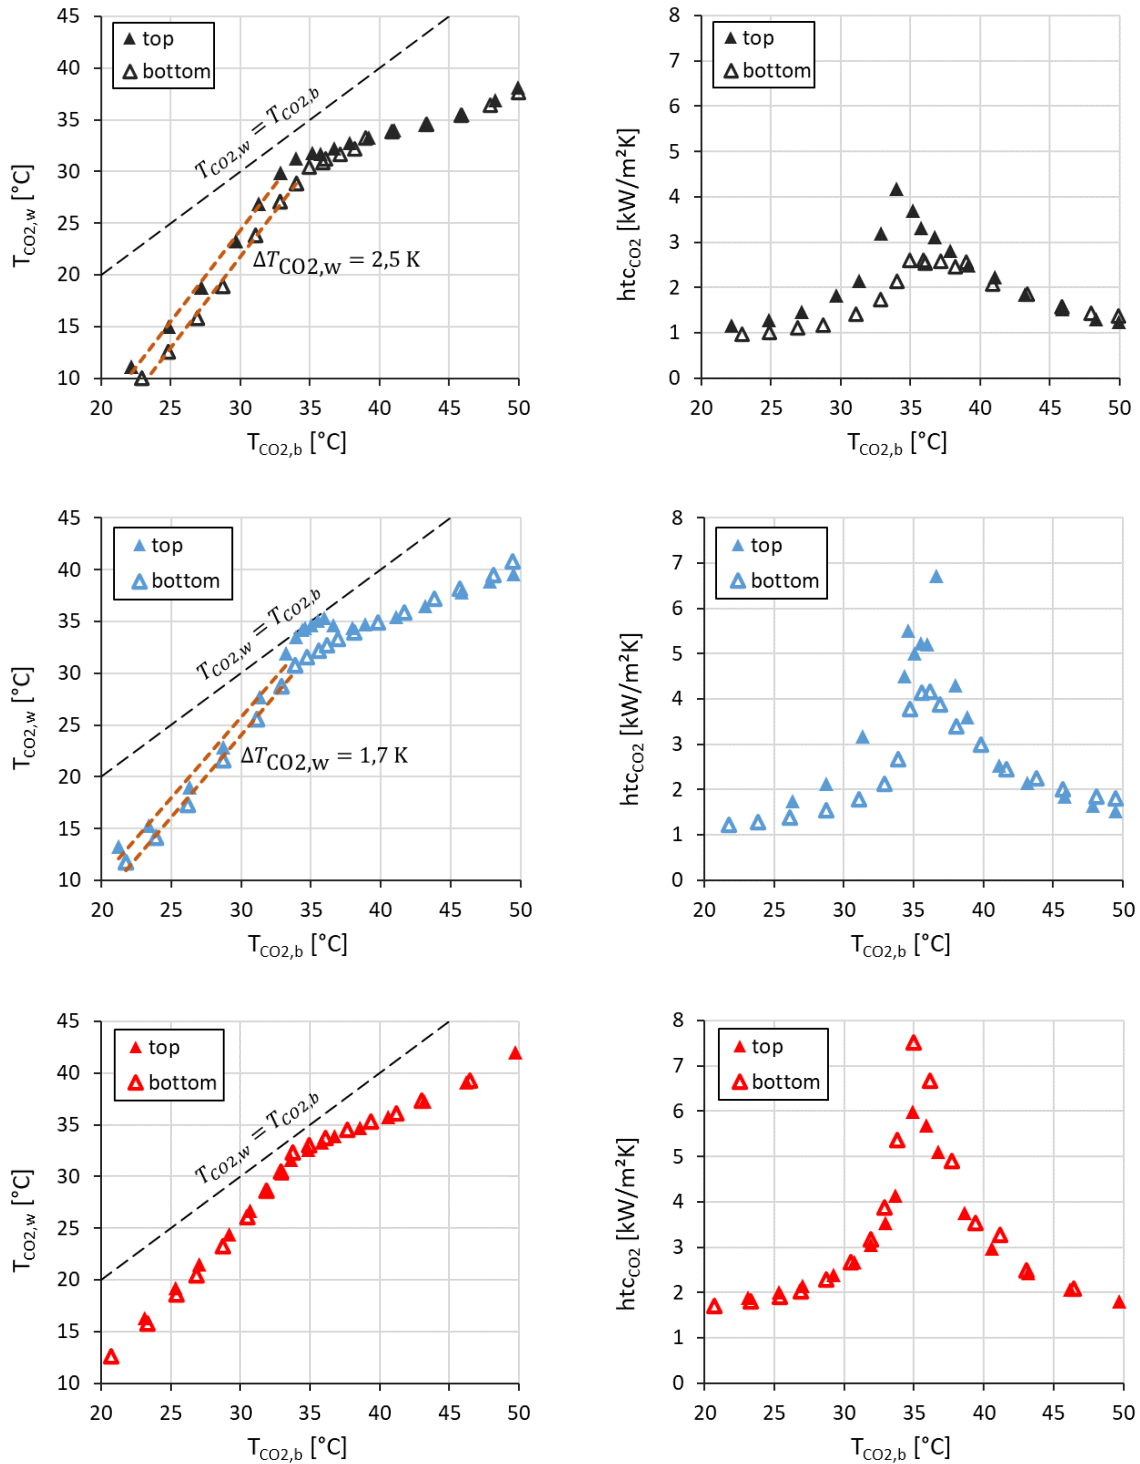 45
40
35
30
25
20
15
10
20 25 30 35 40 45 50
T_CO2,w [°C]
T_CO2,b [°C]
top
bottom
T_CO2,w = T_CO2,b
ΔT_CO2,w = 2,5 K
8
7
6
5
4
3
2
1
0
20 25 30 35 40 45 50
htc_CO2 [kW/m²K]
T_CO2,b [°C]
top
bottom
45
40
35
30
25
20
15
10
20 25 30 35 40 45 50
T_CO2,w [°C]
T_CO2,b [°C]
top
bottom
T_CO2,w = T_CO2,b
ΔT_CO2,w = 1,7 K
8
7
6
5
4
3
2
1
0
20 25 30 35 40 45 50
htc_CO2 [kW/m²K]
T_CO2,b [°C]
top
bottom
45
40
35
30
25
20
15
10
20 25 30 35 40 45 50
T_CO2,w [°C]
T_CO2,b [°C]
top
bottom
T_CO2,w = T_CO2,b
8
7
6
5
4
3
2
1
0
20 25 30 35 40 45 50
htc_CO2 [kW/m²K]
T_CO2,b [°C]
top
bottom